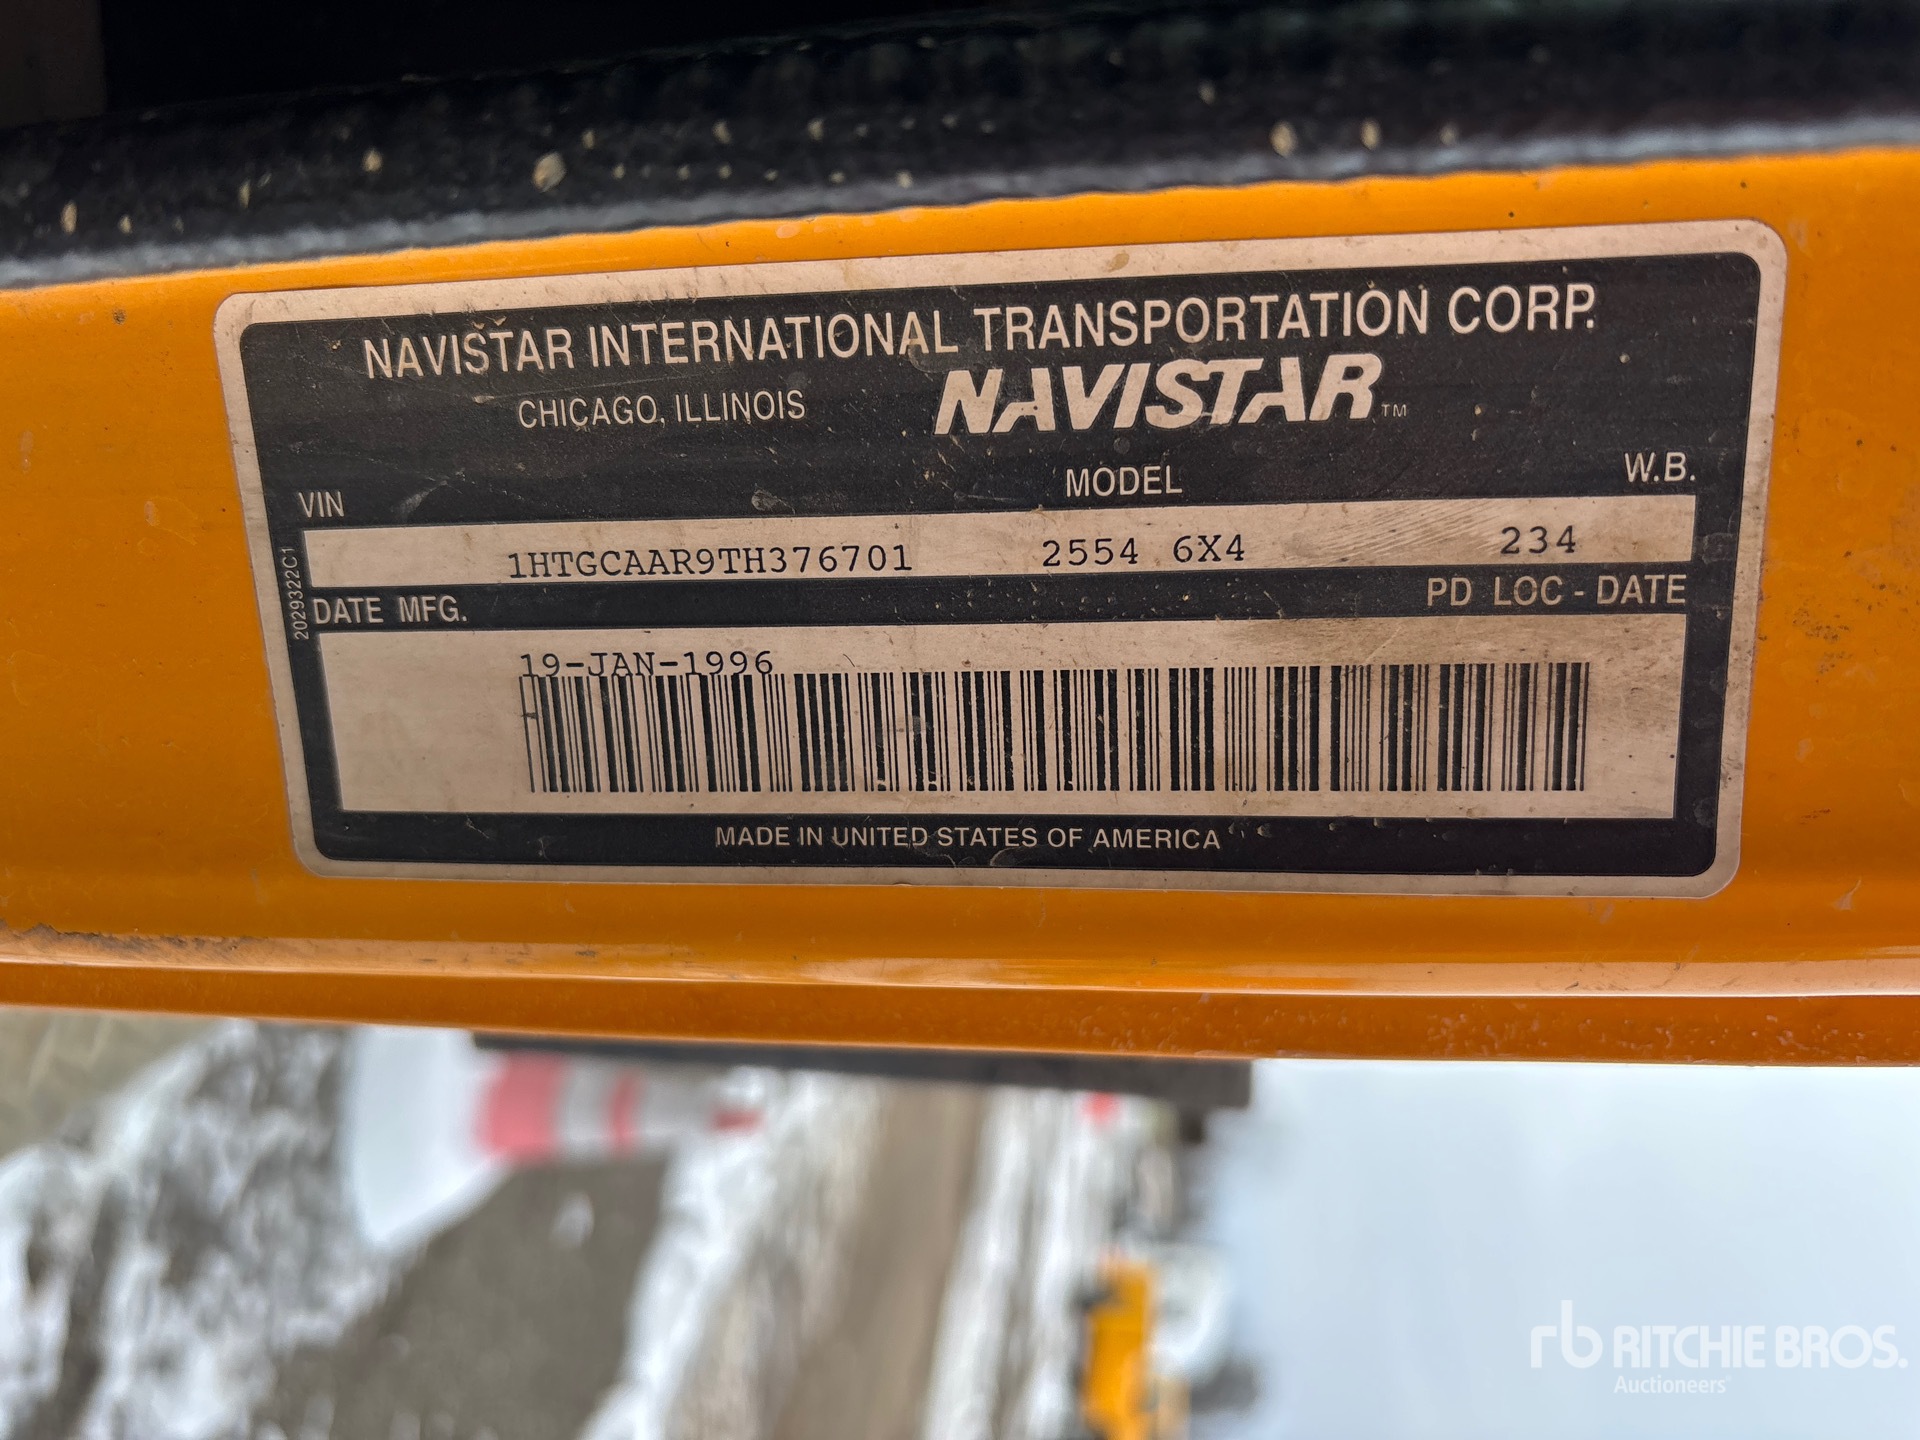 NAVISTAR INTERNATIONAL TRANSPORTATION CORP.
CHICAGO, ILLINOIS NAVISTAR™
VIN MODEL W.B.
1HTGCAAR9TH376701 2554 6X4 234
2029322C1
DATE MFG. PD LOC - DATE
19-JAN-1996
MADE IN UNITED STATES OF AMERICA
rb RITCHIE BROS.
Auctioneers